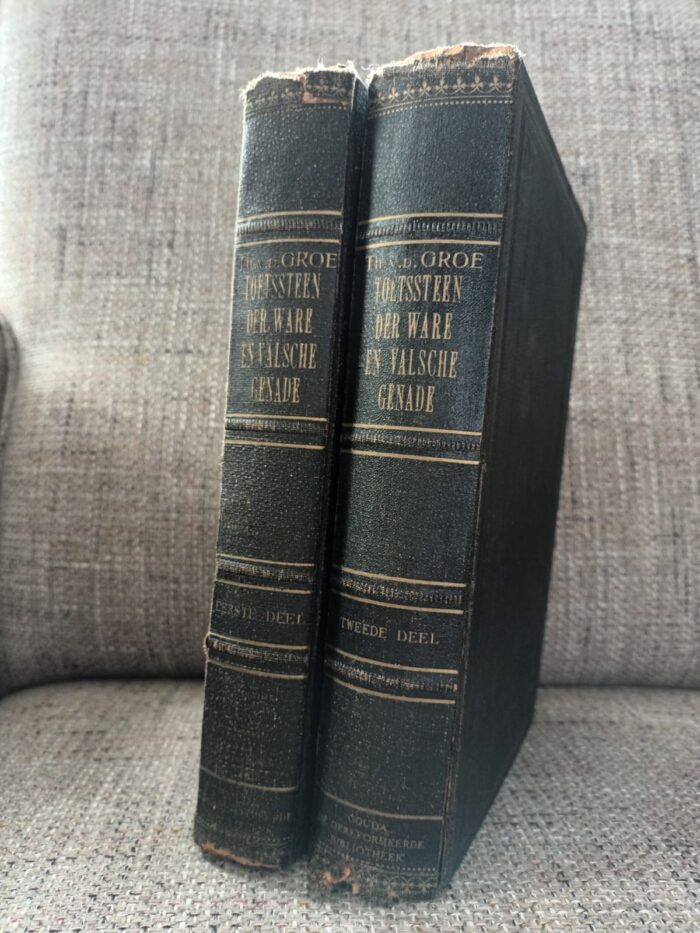 TH. v. D. GROE
TOETSSTEEN
DER WARE
EN VALSCHE
GENADE
EERSTE DEEL
TH. v. D. GROE
TOETSSTEEN
DER WARE
EN VALSCHE
GENADE
TWEEDE DEEL
GOUDA
GEREFORMEERDE
BIBLIOTHEEK